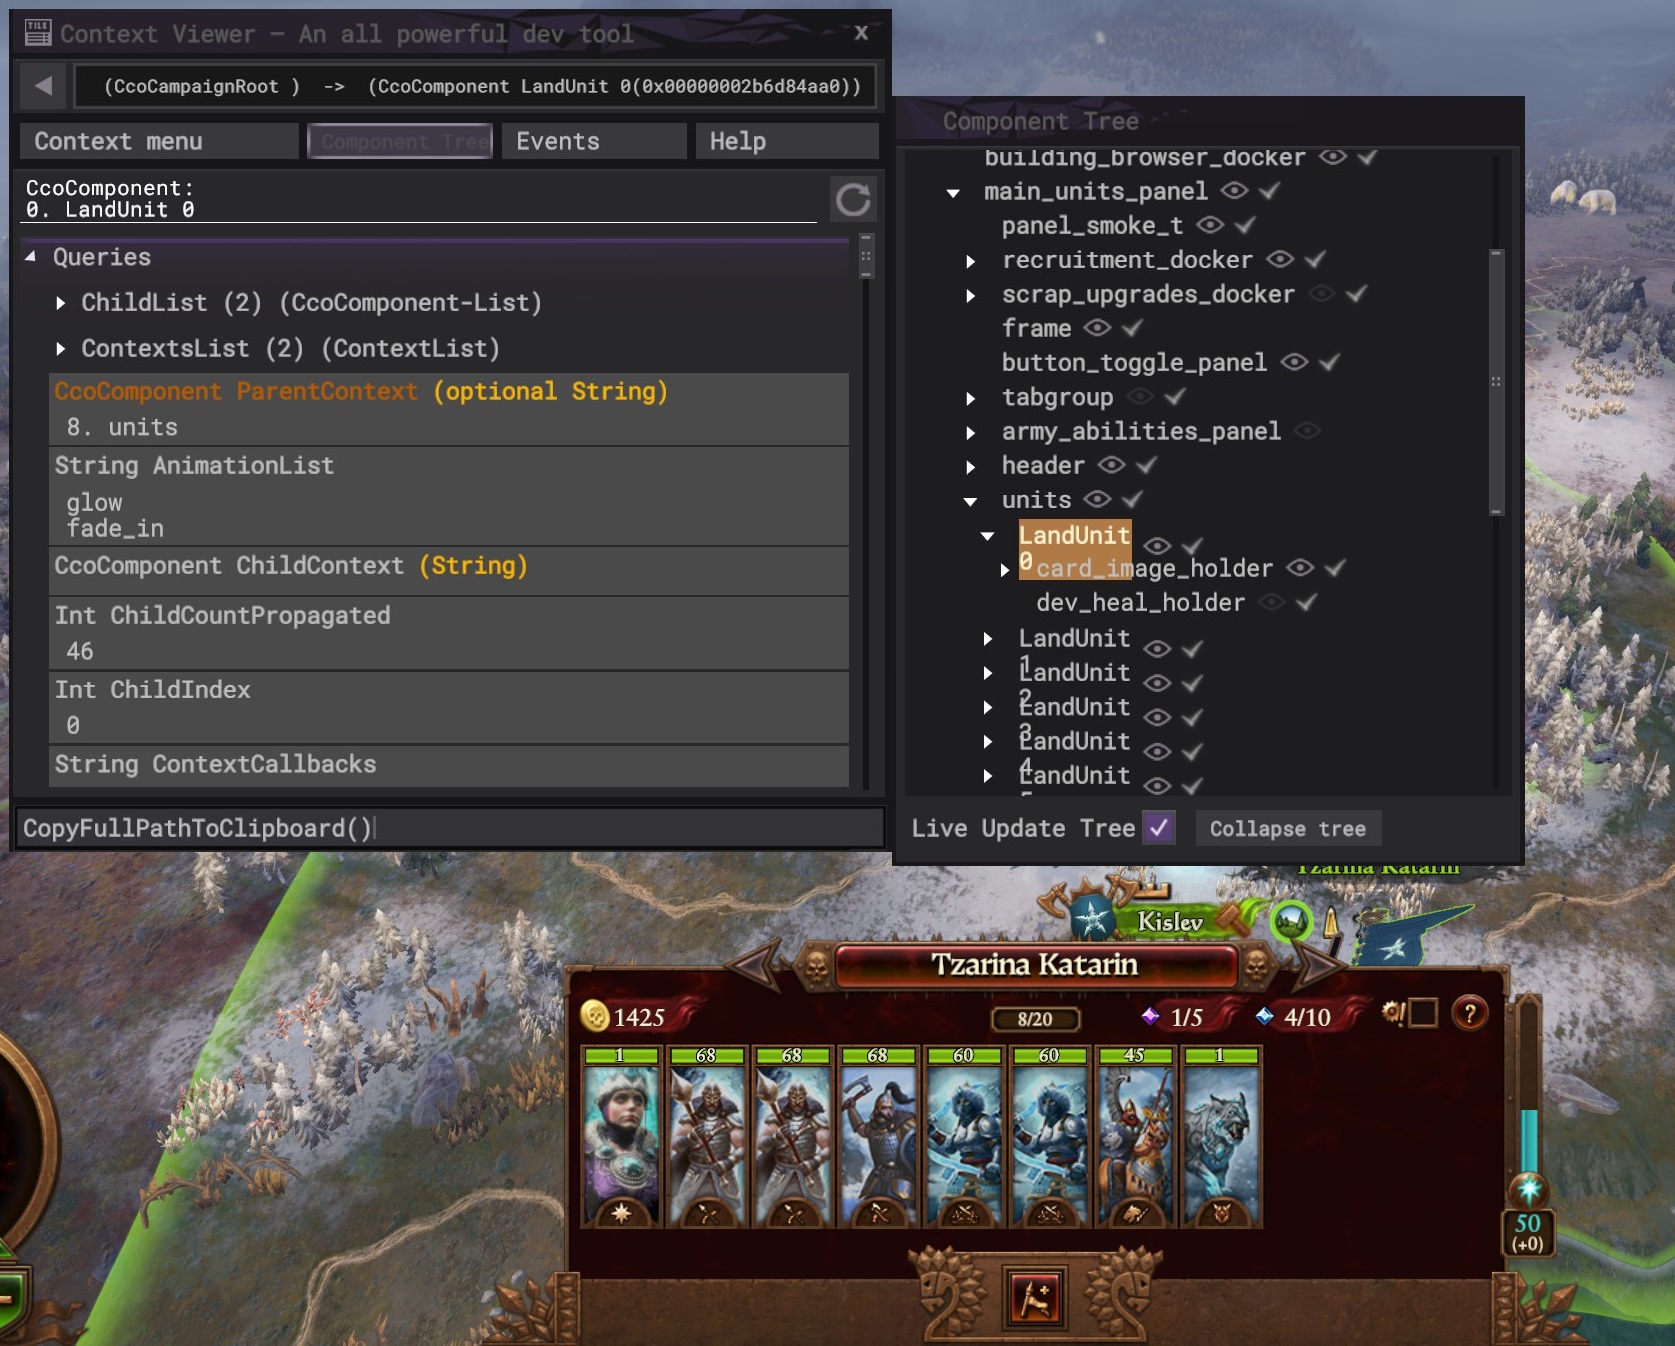 TILE
Context Viewer – An all powerful dev tool
x
(CcoCampaignRoot ) -> (CcoComponent LandUnit 0(0x00000002b6d84aa0))
Context menu
Component Tree
Events
Help
CcoComponent:
0. LandUnit 0
Queries
ChildList (2) (CcoComponent-List)
ContextsList (2) (ContextList)
CcoComponent ParentContext (optional String)
8. units
String AnimationList
glow
fade_in
CcoComponent ChildContext (String)
Int ChildCountPropagated
46
Int ChildIndex
0
String ContextCallbacks
CopyFullPathToClipboard()
Component Tree
building_browser_docker
main_units_panel
panel_smoke_t
recruitment_docker
scrap_upgrades_docker
frame
button_toggle_panel
tabgroup
army_abilities_panel
header
units
LandUnit
0
card_image_holder
dev_heal_holder
LandUnit
1
LandUnit
2
LandUnit
3
LandUnit
4
LandUnit
Live Update Tree
Collapse tree
Tzarina Katarin
Kislev
Tzarina Katarin
1425
8/20
1/5
4/10
?
1
68
68
68
60
60
45
1
50
(+0)